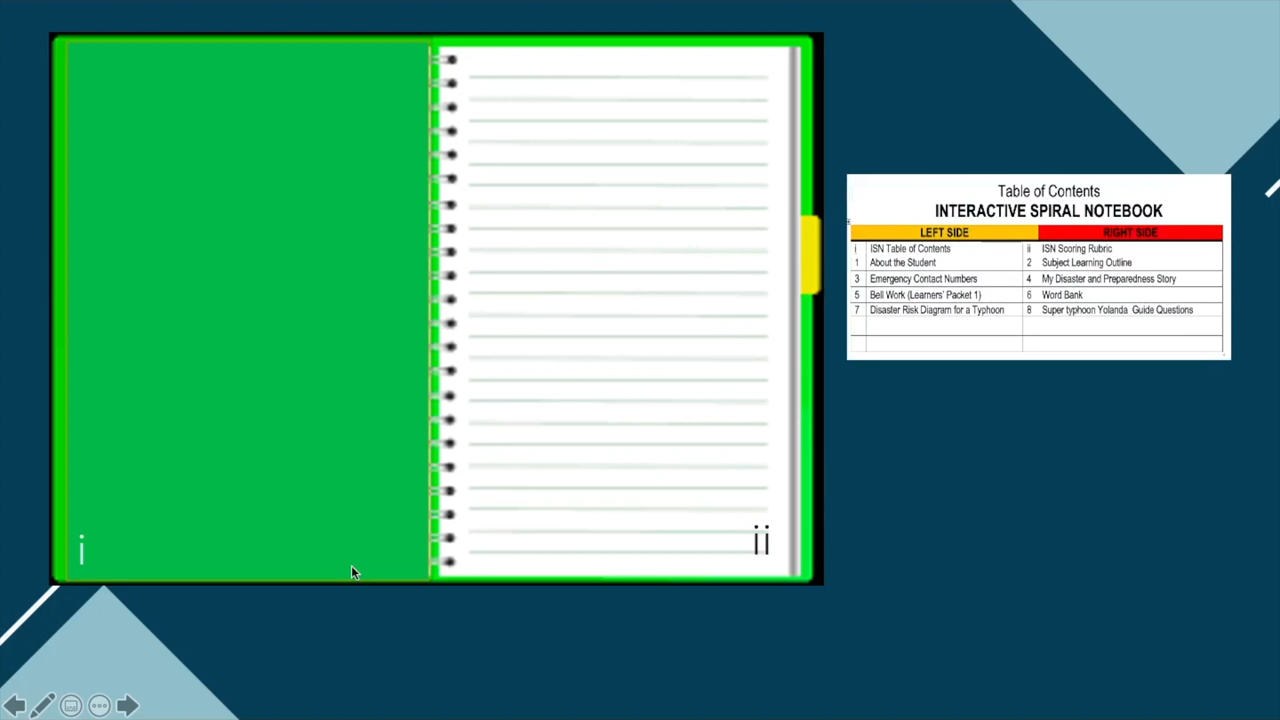 i
ii
Table of Contents
INTERACTIVE SPIRAL NOTEBOOK
LEFT SIDE RIGHT SIDE
i ISN Table of Contents ii ISN Scoring Rubric
1 About the Student 2 Subject Learning Outline
3 Emergency Contact Numbers 4 My Disaster and Preparedness Story
5 Bell Work (Learners' Packet 1) 6 Word Bank
7 Disaster Risk Diagram for a Typhoon 8 Super typhoon Yolanda Guide Questions